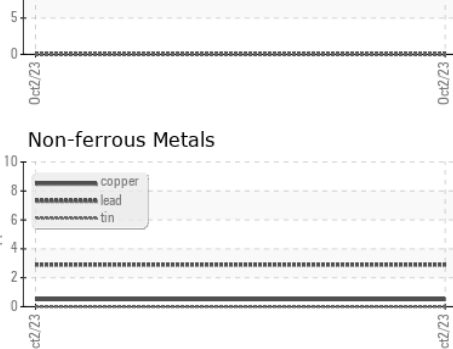 5
0
Oct2/23
Oct2/23
Non-ferrous Metals
10
copper
8
lead
6
tin
4
2
0
ct2/23
ct2/23